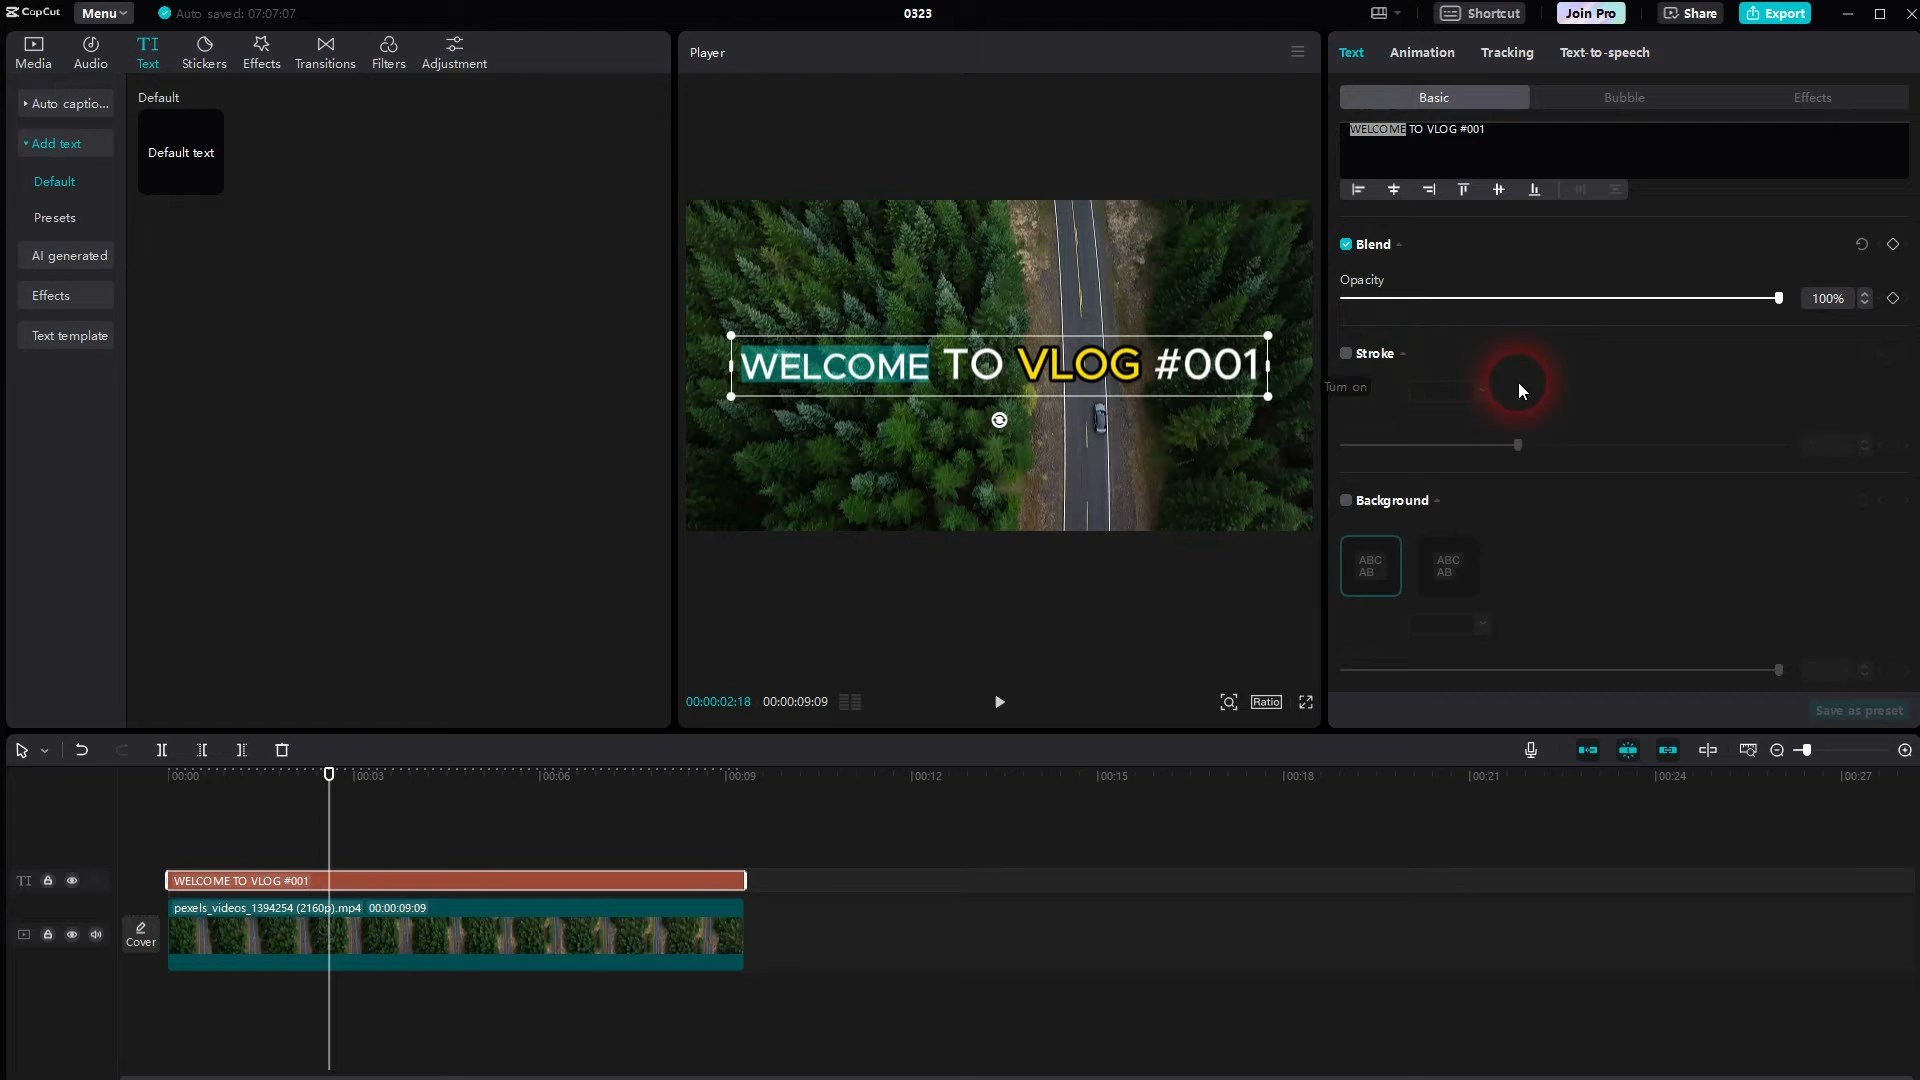 CapCut
Menu
Auto saved: 07:07:07
0323
Shortcut
Join Pro
Share
Export
Media
Audio
TI
Text
Stickers
Effects
Transitions
Filters
Adjustment
Auto captio...
Add text
Default
Presets
AI generated
Effects
Text template
Default
Default text
Player
WELCOME TO VLOG #001
00:00:02:18
00:00:09:09
Ratio
Text
Animation
Tracking
Text-to-speech
Basic
Bubble
Effects
WELCOME TO VLOG #001
Blend
Opacity
100%
Stroke
Turn on
Background
ABC
AB
ABC
AB
Save as preset
00:00
00:03
00:06
00:09
00:12
00:15
00:18
00:21
00:24
00:27
TI
WELCOME TO VLOG #001
Cover
pexels_videos_1394254 (2160p).mp4 00:00:09:09